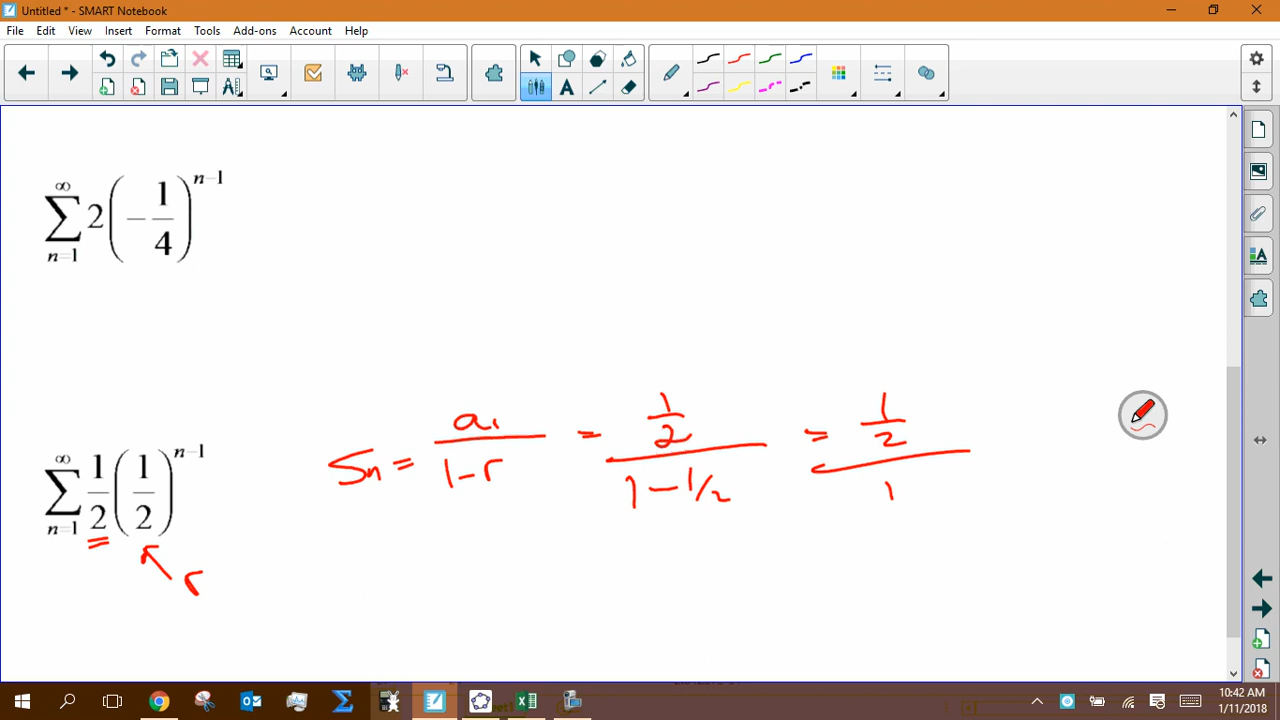 Untitled * - SMART Notebook
File Edit View Insert Format Tools Add-ons Account Help
∞
∑ 2(-1/4)^(n-1)
n=1
∞
∑ 1/2(1/2)^(n-1)
n=1
r
Sn = a1/(1-r) = (1/2)/(1-1/2) = (1/2)/1
10:42 AM
1/11/2018